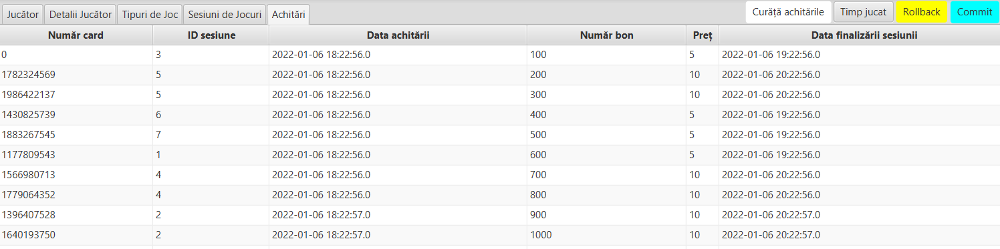 Jucător Detalii Jucător Tipuri de Joc Sesiuni de Jocuri Achitări Curăță achitările Timp jucat Rollback Commit
Număr card ID sesiune Data achitării Număr bon Preț Data finalizării sesiunii
0 3 2022-01-06 18:22:56.0 100 5 2022-01-06 19:22:56.0
1782324569 5 2022-01-06 18:22:56.0 200 10 2022-01-06 20:22:56.0
1986422137 5 2022-01-06 18:22:56.0 300 10 2022-01-06 20:22:56.0
1430825739 6 2022-01-06 18:22:56.0 400 5 2022-01-06 19:22:56.0
1883267545 7 2022-01-06 18:22:56.0 500 5 2022-01-06 19:22:56.0
1177809543 1 2022-01-06 18:22:56.0 600 5 2022-01-06 19:22:56.0
1566980713 4 2022-01-06 18:22:56.0 700 10 2022-01-06 20:22:56.0
1779064352 4 2022-01-06 18:22:56.0 800 10 2022-01-06 20:22:56.0
1396407528 2 2022-01-06 18:22:57.0 900 10 2022-01-06 20:22:57.0
1640193750 2 2022-01-06 18:22:57.0 1000 10 2022-01-06 20:22:57.0